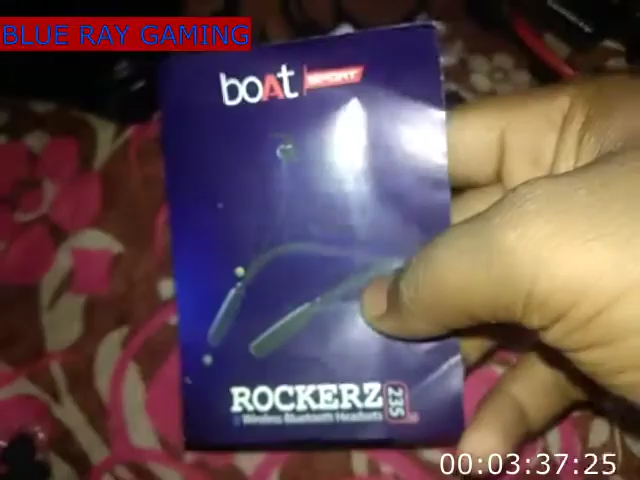 BLUE RAY GAMING
boAt SPORT
ROCKERZ 235
Wireless Bluetooth Headsets
00:03:37:25